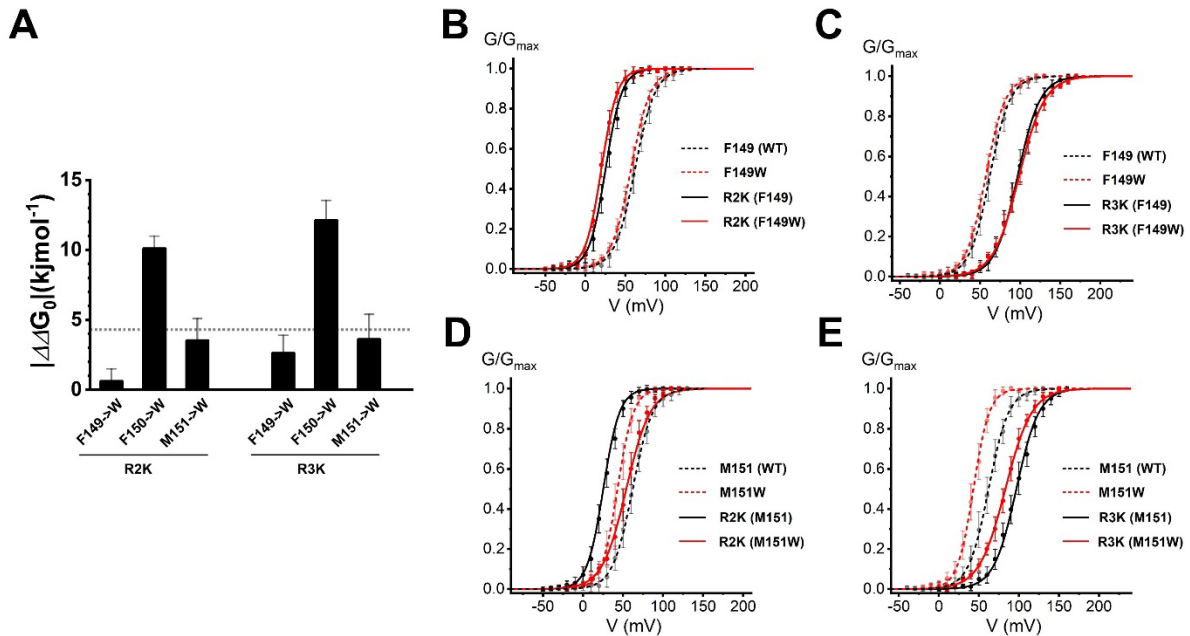 A
|ΔΔG0|(kjmol-1)
15
10
5
0
F149->W
F150->W
M151->W
F149->W
F150->W
M151->W
R2K
R3K
B
G/Gmax
1.0
0.8
0.6
0.4
0.2
0.0
-50 0 50 100 150 200
V (mV)
F149 (WT)
F149W
R2K (F149)
R2K (F149W)
C
G/Gmax
1.0
0.8
0.6
0.4
0.2
0.0
-50 0 50 100 150 200
V (mV)
F149 (WT)
F149W
R3K (F149)
R3K (F149W)
D
G/Gmax
1.0
0.8
0.6
0.4
0.2
0.0
-50 0 50 100 150 200
V (mV)
M151 (WT)
M151W
R2K (M151)
R2K (M151W)
E
G/Gmax
1.0
0.8
0.6
0.4
0.2
0.0
-50 0 50 100 150 200
V (mV)
M151 (WT)
M151W
R3K (M151)
R3K (M151W)